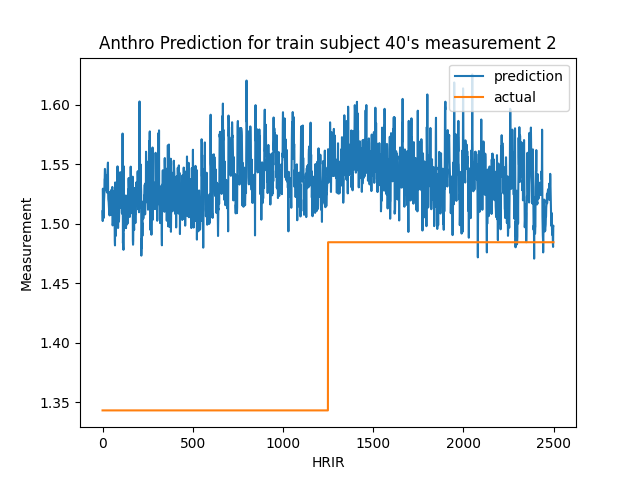 Anthro Prediction for train subject 40's measurement 2
prediction
actual
1.60
1.55
1.50
1.45
1.40
1.35
Measurement
0
500
1000
1500
2000
2500
HRIR